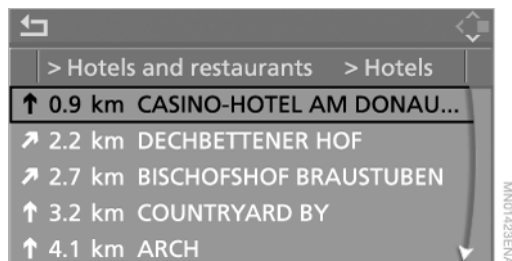 > Hotels and restaurants > Hotels
0.9 km CASINO-HOTEL AM DONAU...
2.2 km DECHBETTENER HOF
2.7 km BISCHOFSHOF BRAUSTUBEN
3.2 km COUNTRYARD BY
4.1 km ARCH
MN01423ENA